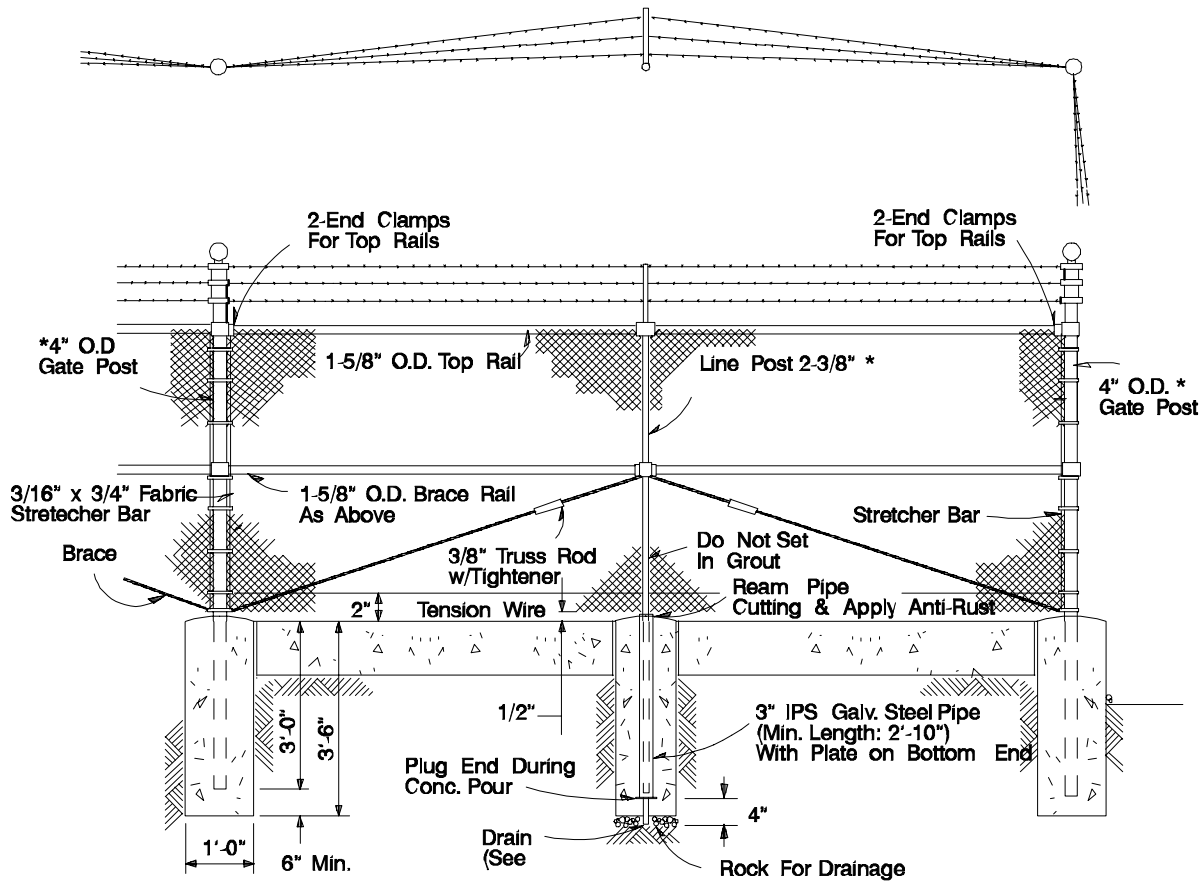 2-End Clamps
For Top Rails
2-End Clamps
For Top Rails
*4" O.D
Gate Post
1-5/8" O.D. Top Rail
Line Post 2-3/8" *
4" O.D. *
Gate Post
3/16" x 3/4" Fabric
Stretecher Bar
1-5/8" O.D. Brace Rail
As Above
Stretcher Bar
Brace
3/8" Truss Rod
w/Tightener
Do Not Set
In Grout
Ream Pipe
Cutting & Apply Anti-Rust
2"
Tension Wire
3'-0"
3'-6"
1/2"
3" IPS Galv. Steel Pipe
(Min. Length: 2'-10")
With Plate on Bottom End
Plug End During
Conc. Pour
4"
1'-0"
6" Min.
Drain
(See
Rock For Drainage